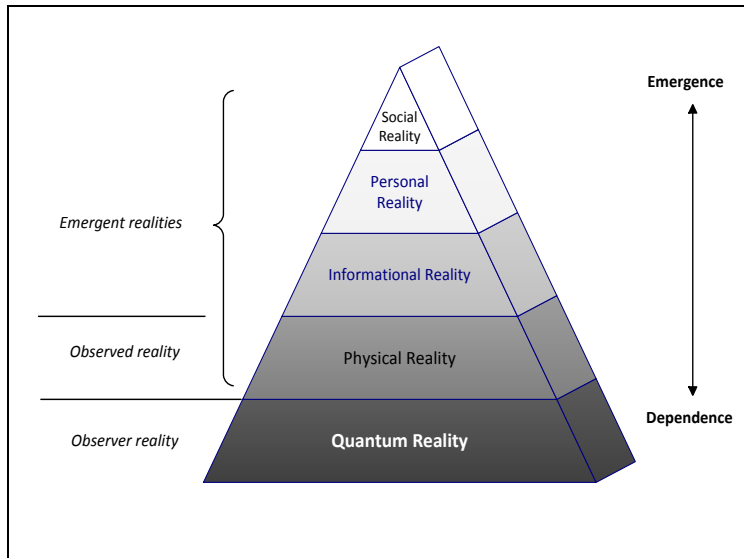 Emergence
Social
Reality
Personal
Reality
Emergent realities
Informational Reality
Observed reality
Physical Reality
Dependence
Observer reality
Quantum Reality